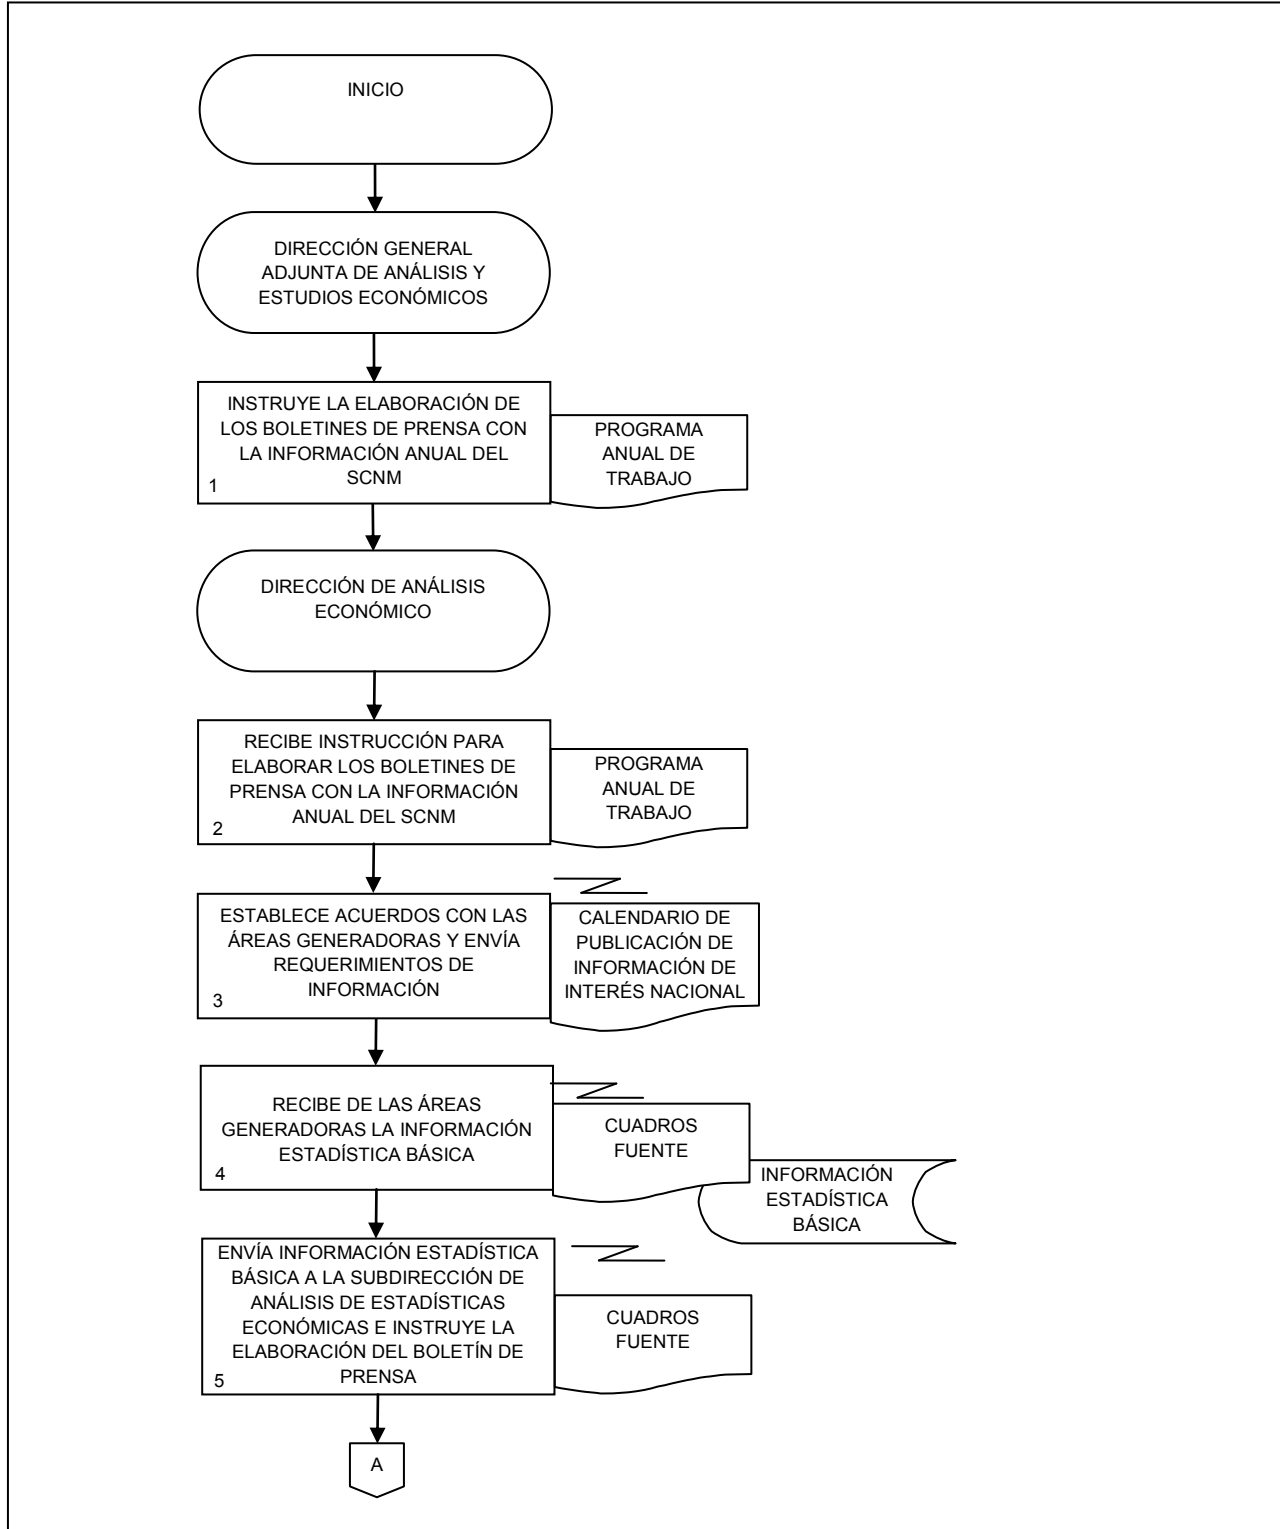 INICIO
DIRECCIÓN GENERAL
ADJUNTA DE ANÁLISIS Y
ESTUDIOS ECONÓMICOS
INSTRUYE LA ELABORACIÓN DE
LOS BOLETINES DE PRENSA CON
LA INFORMACIÓN ANUAL DEL
SCNM
1
PROGRAMA
ANUAL DE
TRABAJO
DIRECCIÓN DE ANÁLISIS
ECONÓMICO
RECIBE INSTRUCCIÓN PARA
ELABORAR LOS BOLETINES DE
PRENSA CON LA INFORMACIÓN
ANUAL DEL SCNM
2
PROGRAMA
ANUAL DE
TRABAJO
ESTABLECE ACUERDOS CON LAS
ÁREAS GENERADORAS Y ENVÍA
REQUERIMIENTOS DE
INFORMACIÓN
3
CALENDARIO DE
PUBLICACIÓN DE
INFORMACIÓN DE
INTERÉS NACIONAL
RECIBE DE LAS ÁREAS
GENERADORAS LA INFORMACIÓN
ESTADÍSTICA BÁSICA
4
CUADROS
FUENTE
INFORMACIÓN
ESTADÍSTICA
BÁSICA
ENVÍA INFORMACIÓN ESTADÍSTICA
BÁSICA A LA SUBDIRECCIÓN DE
ANÁLISIS DE ESTADÍSTICAS
ECONÓMICAS E INSTRUYE LA
ELABORACIÓN DEL BOLETÍN DE
PRENSA
5
CUADROS
FUENTE
A